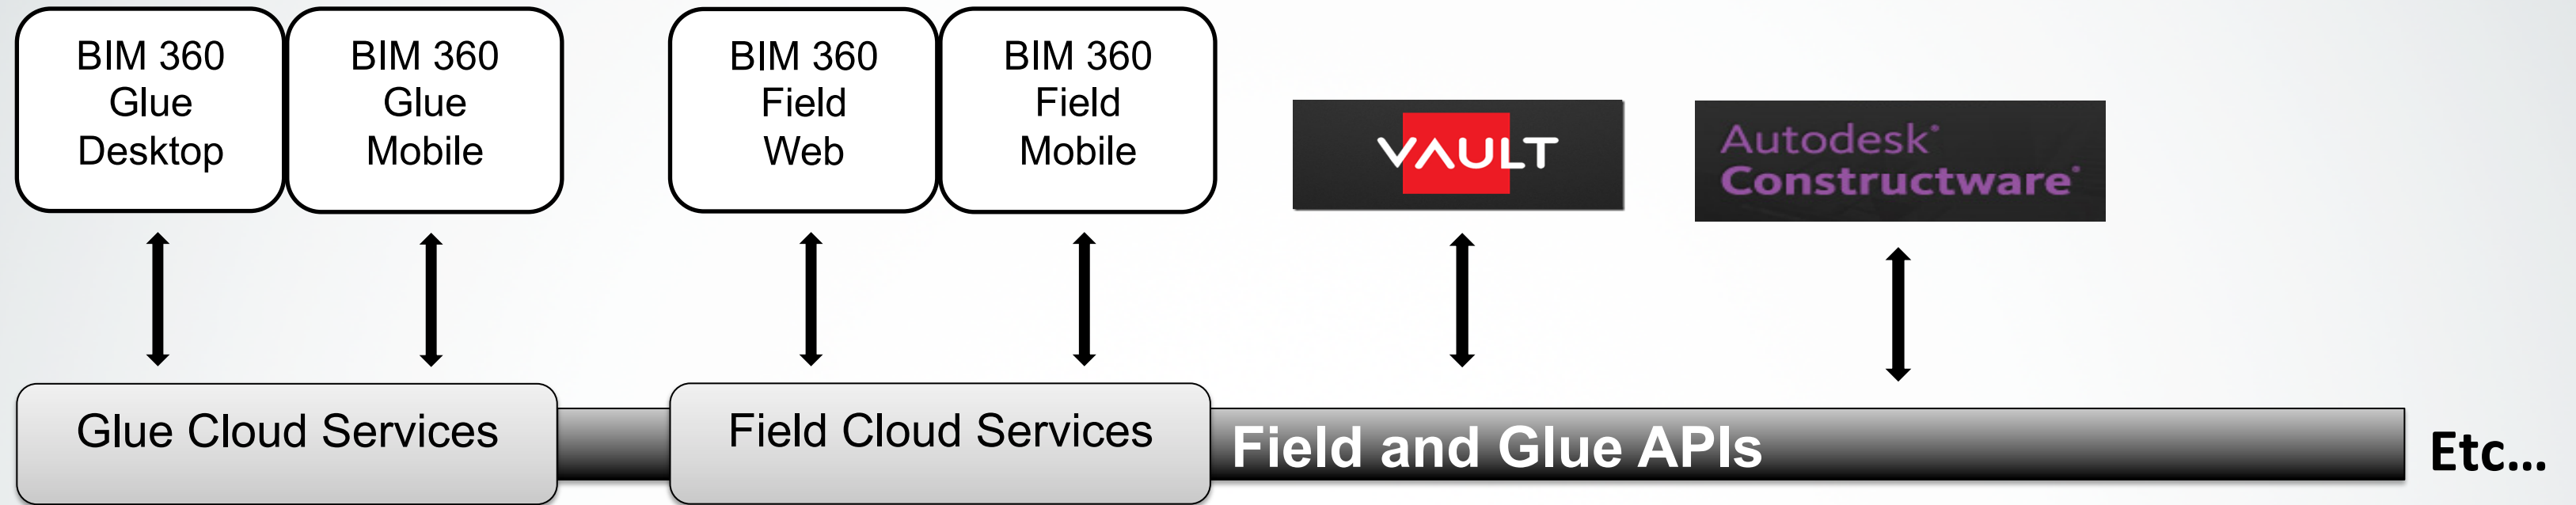 BIM 360
Glue
Desktop
BIM 360
Glue
Mobile
BIM 360
Field
Web
BIM 360
Field
Mobile
VAULT
Autodesk®
Constructware®
Glue Cloud Services
Field Cloud Services
Field and Glue APIs
Etc...